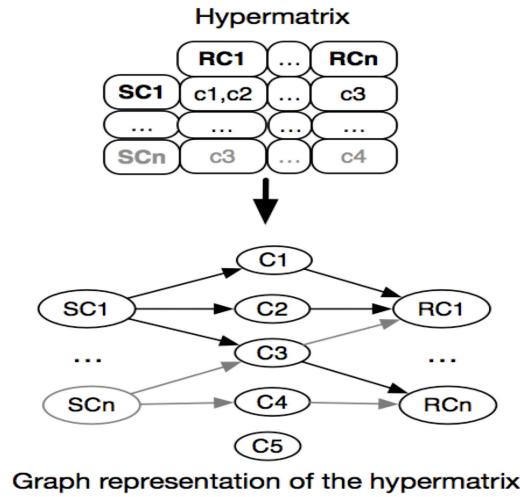 Hypermatrix
RC1 ... RCn
SC1 c1,c2 ... c3
... ... ... ...
SCn c3 ... c4
C1
SC1 C2 RC1
... C3 ...
SCn C4 RCn
C5
Graph representation of the hypermatrix